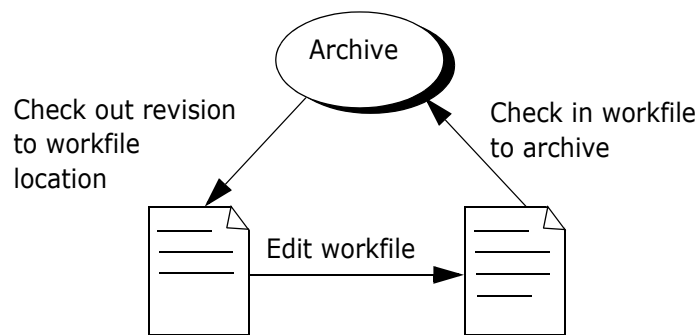 Archive
Check out revision
to workfile
location
Check in workfile
to archive
Edit workfile